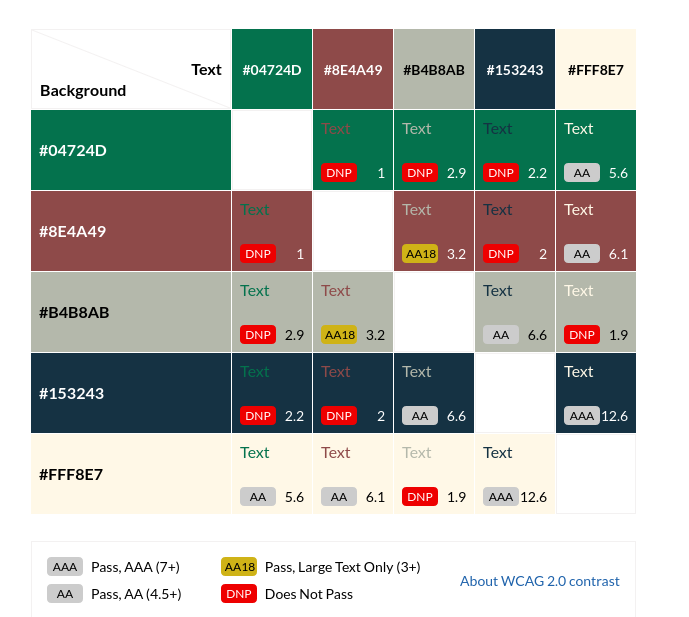 Text #04724D #8E4A49 #B4B8AB #153243 #FFF8E7
Background
#04724D
Text Text Text Text
DNP 1 DNP 2.9 DNP 2.2 AA 5.6
#8E4A49
Text Text Text Text
DNP 1 AA18 3.2 DNP 2 AA 6.1
#B4B8AB
Text Text Text Text
DNP 2.9 AA18 3.2 AA 6.6 DNP 1.9
#153243
Text Text Text Text
DNP 2.2 DNP 2 AA 6.6 AAA 12.6
#FFF8E7
Text Text Text Text
AA 5.6 AA 6.1 DNP 1.9 AAA 12.6
AAA Pass, AAA (7+) AA18 Pass, Large Text Only (3+)
About WCAG 2.0 contrast
AA Pass, AA (4.5+) DNP Does Not Pass